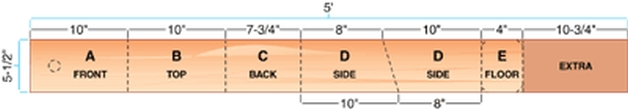 5'
10" 10" 7-3/4" 8" 10" 4" 10-3/4"
5-1/2"
A B C D D E
FRONT TOP BACK SIDE SIDE FLOOR EXTRA
10" 8"